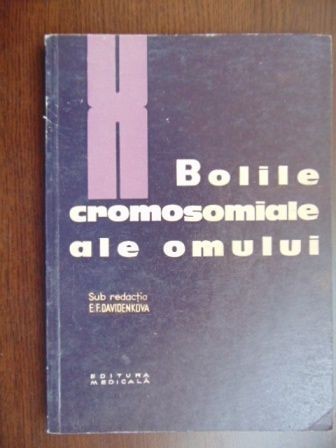 Bolile
cromosomiale
ale omului
Sub redacția
E.F. DAVIDENKOVA
EDITURA
MEDICALĂ